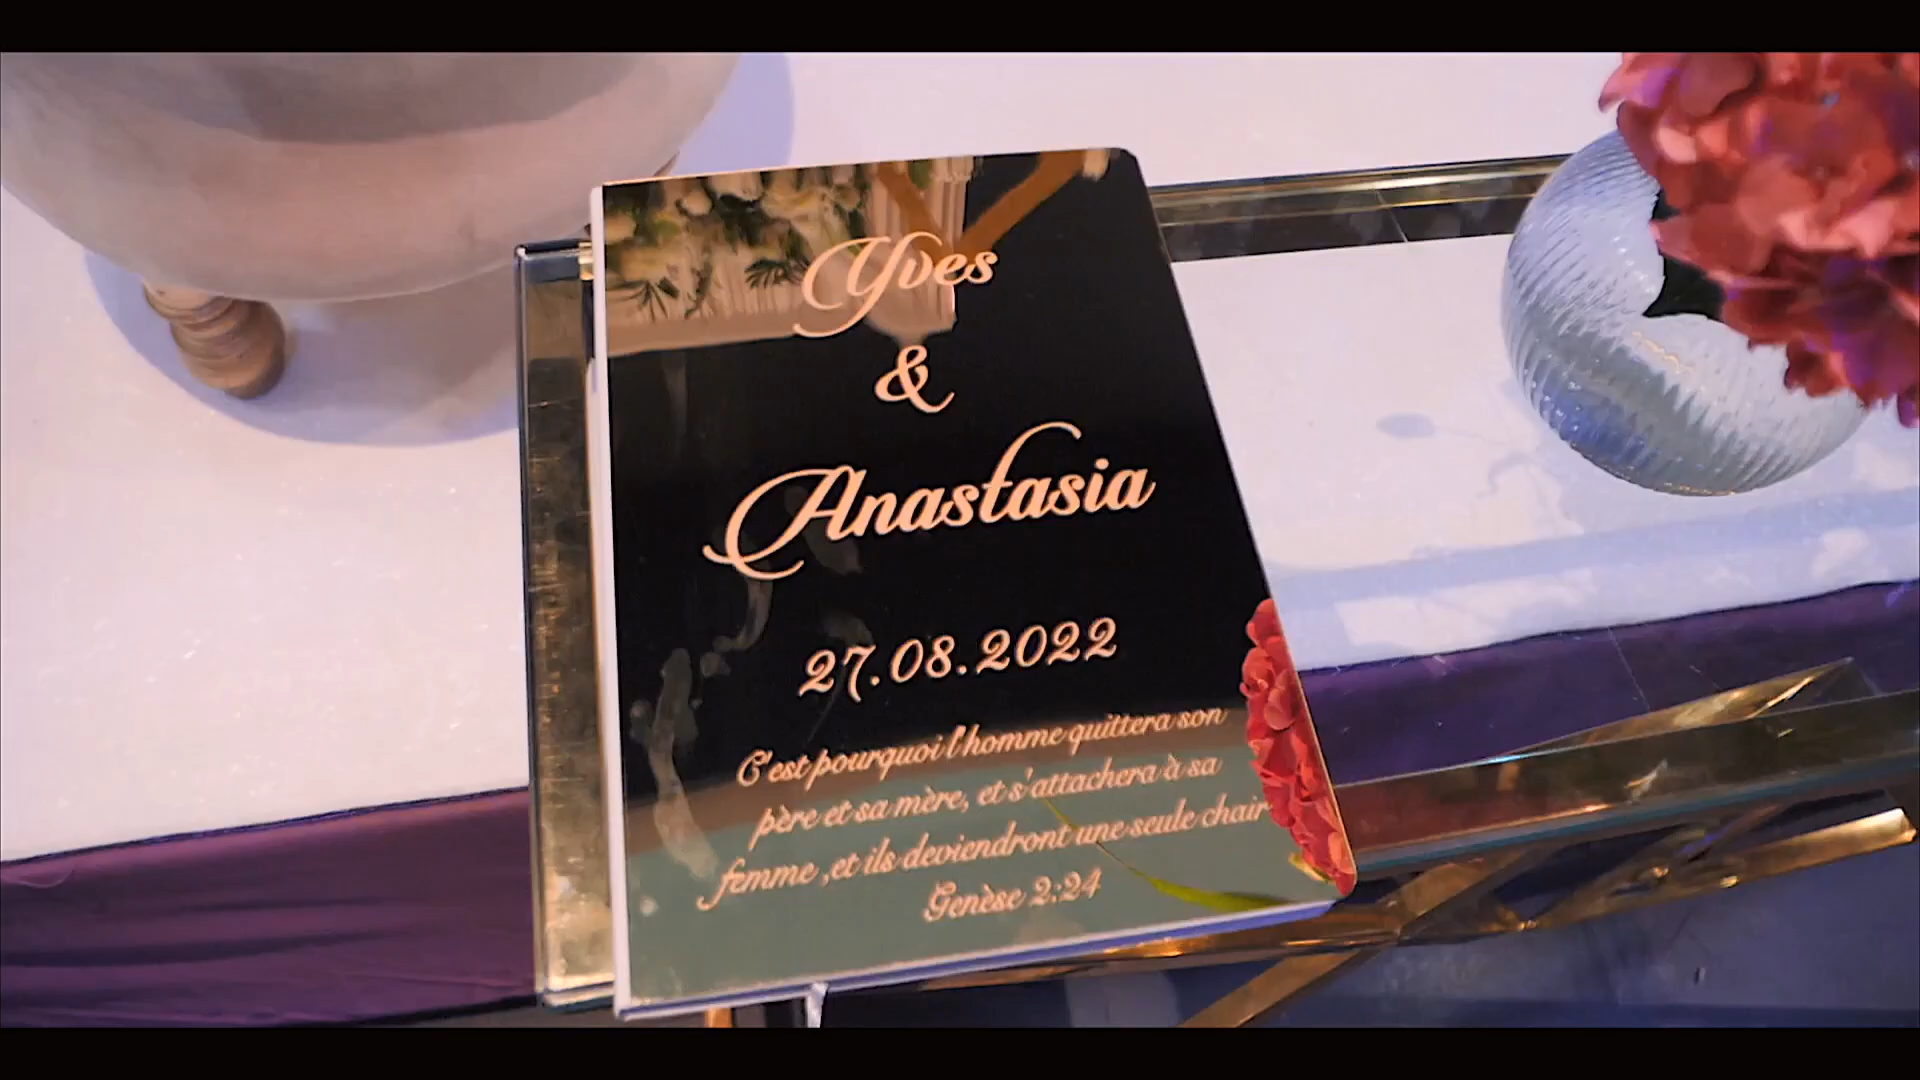 Yves
&
Anastasia
27.08.2022
C'est pourquoi l'homme quittera son
père et sa mère, et s'attachera à sa
femme ,et ils deviendront une seule chair
Genèse 2:24